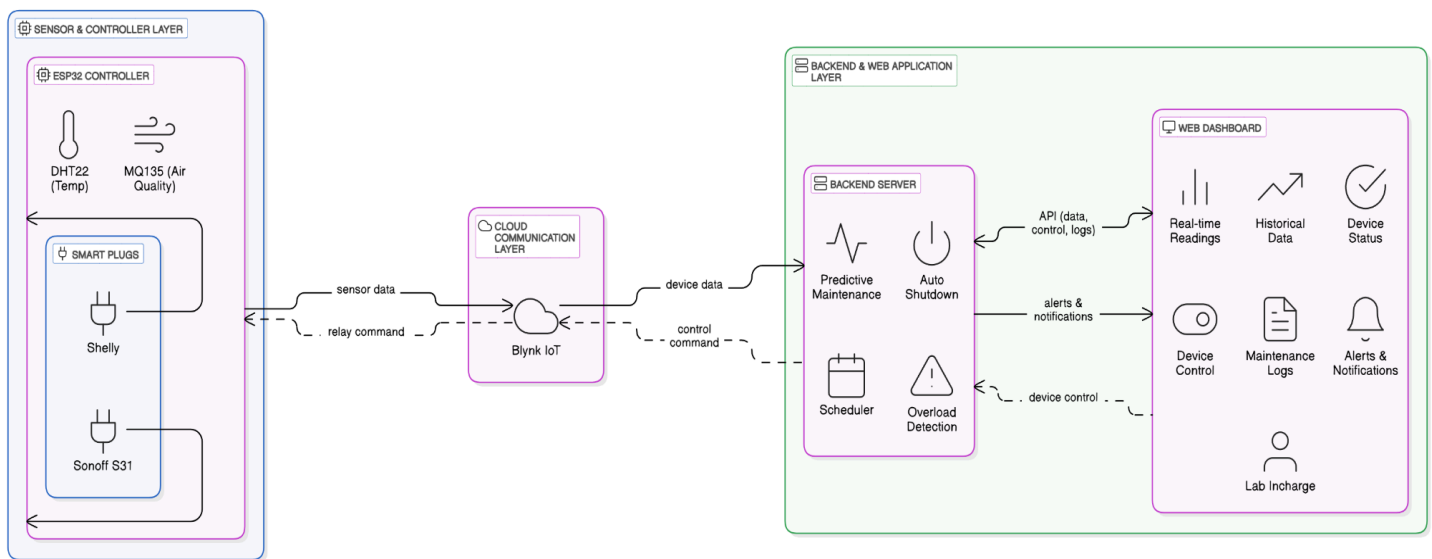 SENSOR & CONTROLLER LAYER
ESP32 CONTROLLER
DHT22
(Temp)
MQ135 (Air
Quality)
SMART PLUGS
Shelly
Sonoff S31
sensor data
relay command
CLOUD
COMMUNICATION
LAYER
Blynk IoT
device data
control
command
BACKEND & WEB APPLICATION
LAYER
BACKEND SERVER
Predictive
Maintenance
Auto
Shutdown
Scheduler
Overload
Detection
API (data,
control, logs)
alerts &
notifications
device control
WEB DASHBOARD
Real-time
Readings
Historical
Data
Device
Status
Device
Control
Maintenance
Logs
Alerts &
Notifications
Lab Incharge